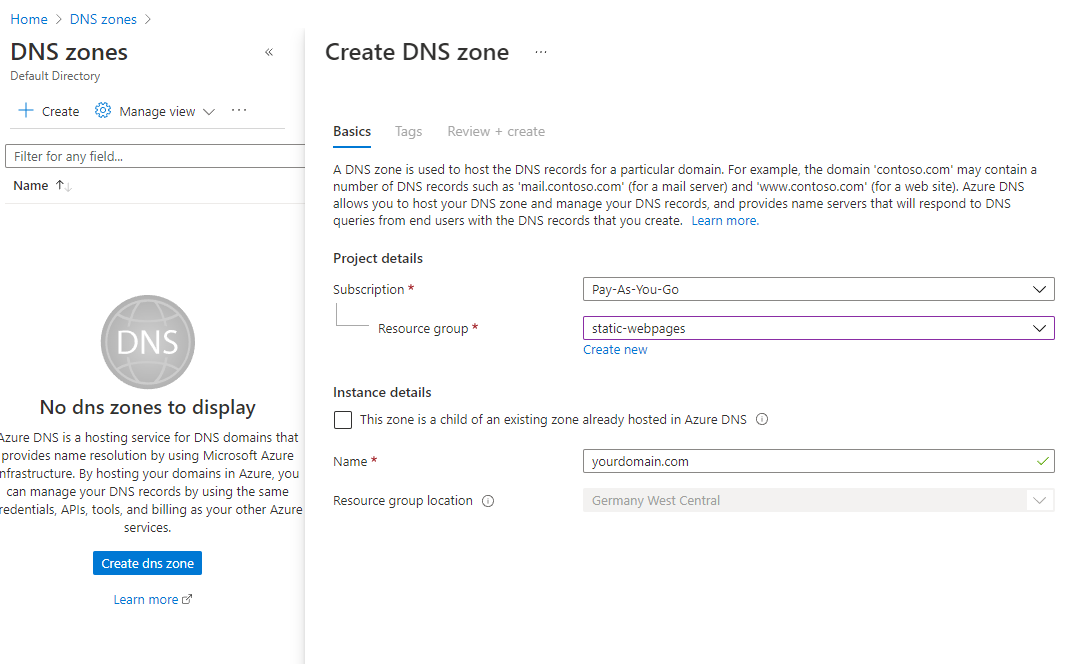 Home > DNS zones >
DNS zones
Default Directory
Create
Manage view
Filter for any field...
Name
DNS
No dns zones to display
Azure DNS is a hosting service for DNS domains that
provides name resolution by using Microsoft Azure
infrastructure. By hosting your domains in Azure, you
can manage your DNS records by using the same
credentials, APIs, tools, and billing as your other Azure
services.
Create dns zone
Learn more
Create DNS zone
Basics Tags Review + create
A DNS zone is used to host the DNS records for a particular domain. For example, the domain 'contoso.com' may contain a
number of DNS records such as 'mail.contoso.com' (for a mail server) and 'www.contoso.com' (for a web site). Azure DNS
allows you to host your DNS zone and manage your DNS records, and provides name servers that will respond to DNS
queries from end users with the DNS records that you create. Learn more.
Project details
Subscription *
Pay-As-You-Go
Resource group *
static-webpages
Create new
Instance details
This zone is a child of an existing zone already hosted in Azure DNS
Name *
yourdomain.com
Resource group location
Germany West Central